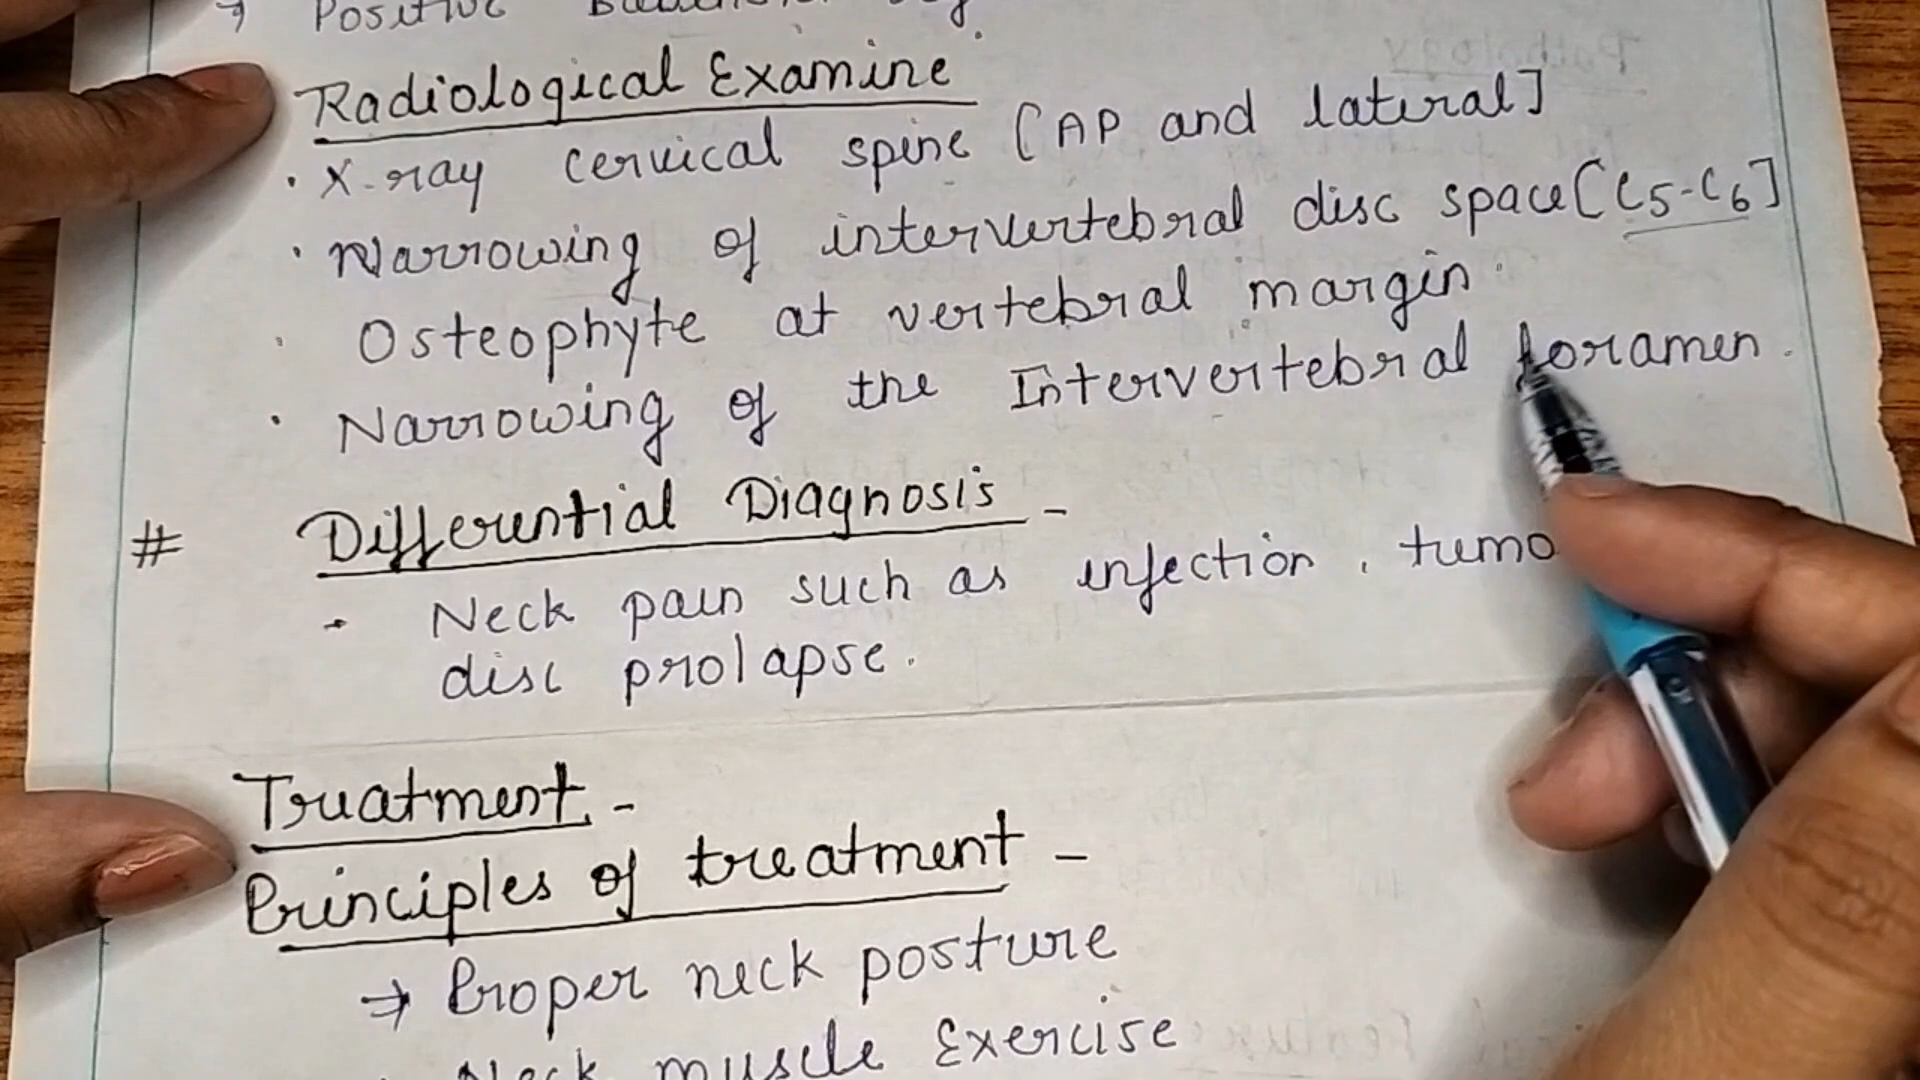 → Positive
Radiological Examine
· X-ray cervical spine [AP and lateral]
· Narrowing of intervertebral disc space [C5-C6]
· Osteophyte at vertebral margin.
· Narrowing of the Intervertebral foramen.
# Differential Diagnosis -
- Neck pain such as infection, tumo
disc prolapse.
Treatment -
Principles of treatment -
→ Proper neck posture
Neck muscle Exercise